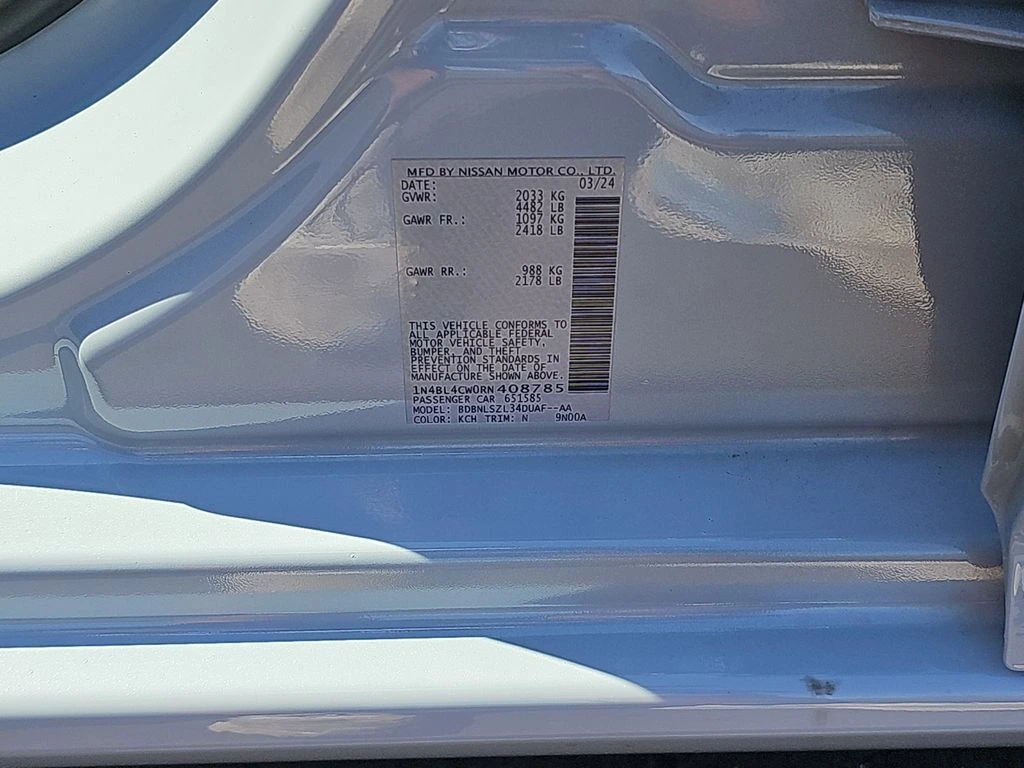 MFD BY NISSAN MOTOR CO., LTD.
DATE: 03/24
GVWR: 2033 KG
4482 LB
GAWR FR.: 1097 KG
2418 LB
GAWR RR.: 988 KG
2178 LB
THIS VEHICLE CONFORMS TO
ALL APPLICABLE FEDERAL
MOTOR VEHICLE SAFETY,
BUMPER, AND THEFT
PREVENTION STANDARDS IN
EFFECT ON THE DATE OF
MANUFACTURE SHOWN ABOVE.
1N4BL4CW0RN408785
PASSENGER CAR 651585
MODEL: BDBNLSZL34DUAF--AA
COLOR: KCH TRIM: N 9N00A